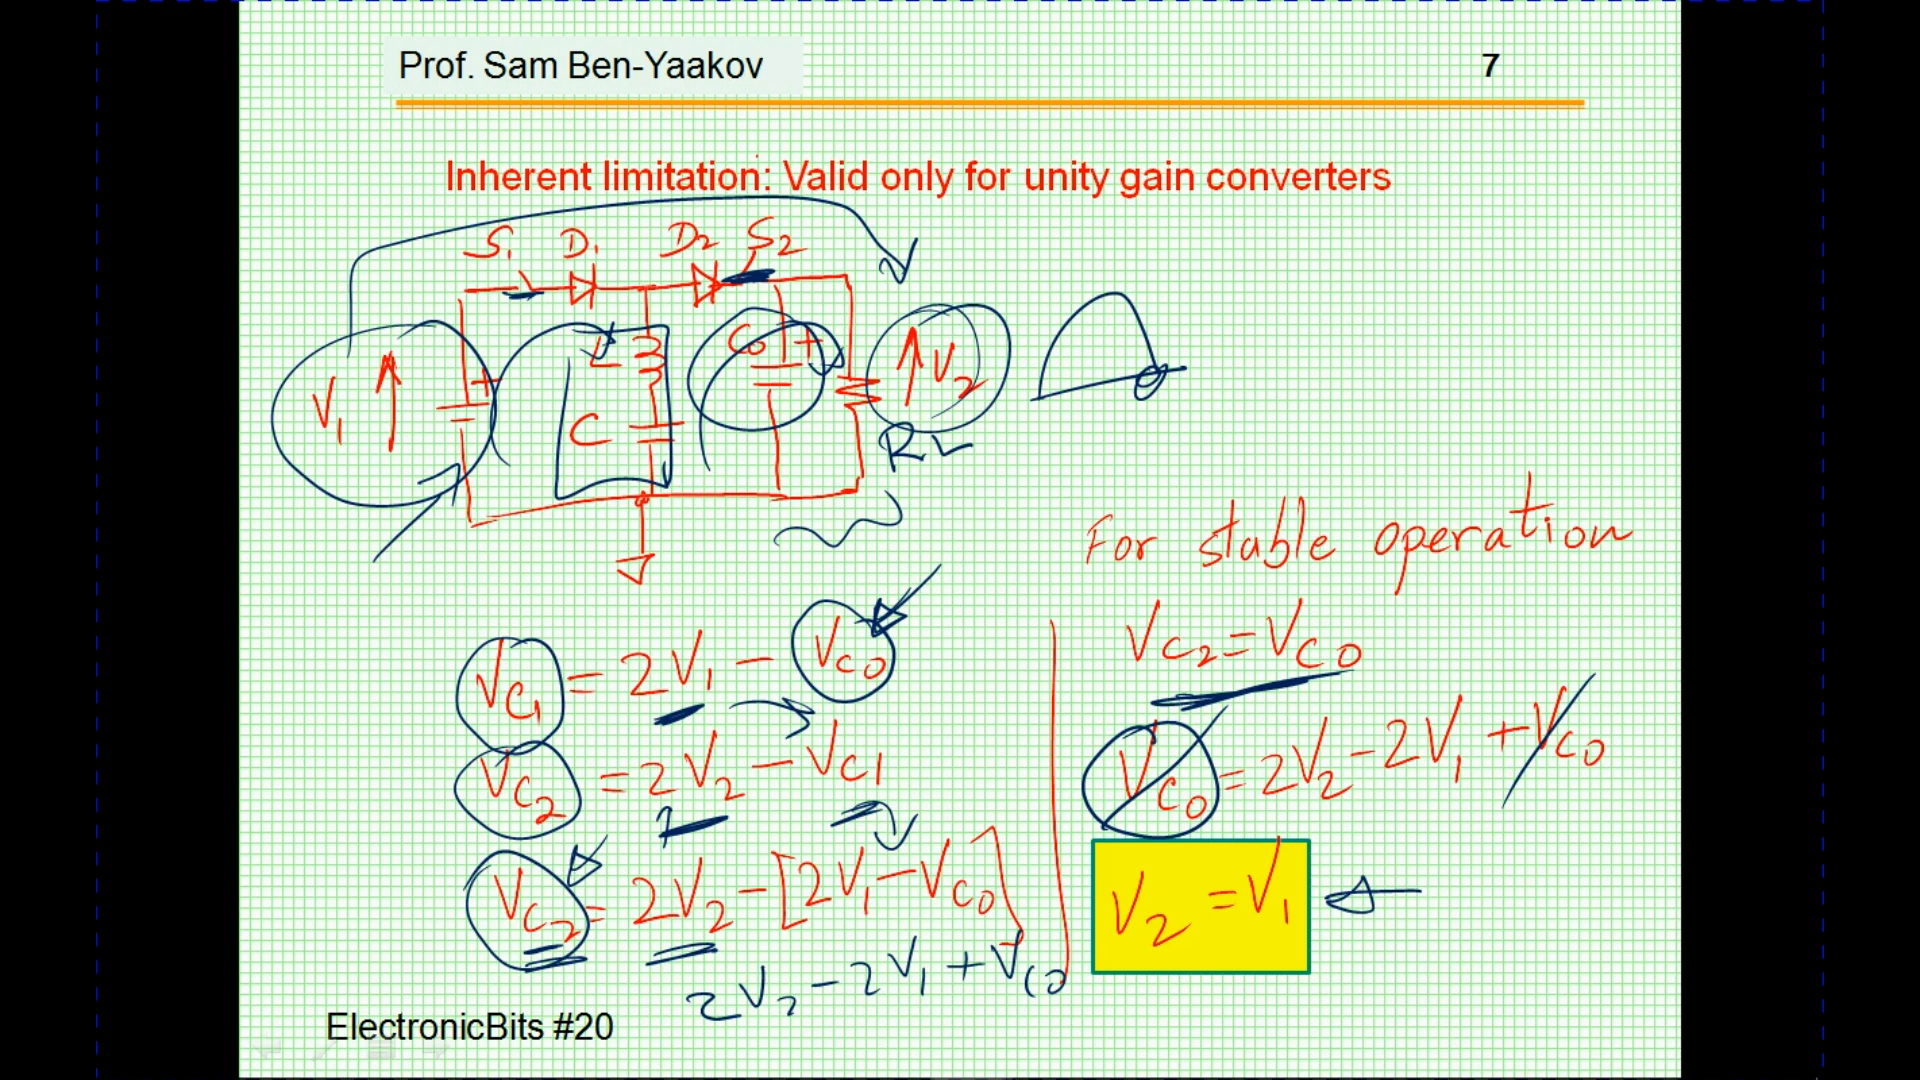 Prof. Sam Ben-Yaakov
7
Inherent limitation: Valid only for unity gain converters
S1 D1 D2 S2
V1 + L C Co + V2
RL
For stable operation
VC1 = 2V1 - VCO
VC2 = 2V2 - VC1
VC2 = 2V2 - [2V1 - VCO]
2V2 - 2V1 + VCO
VC2 = VCO
VCO = 2V2 - 2V1 + VCO
V2 = V1
ElectronicBits #20